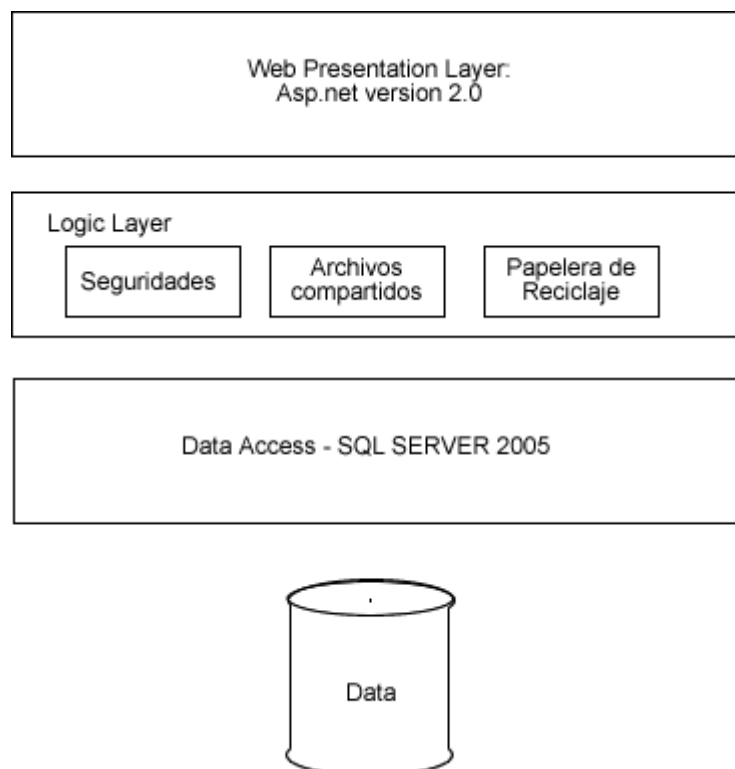 Web Presentation Layer:
Asp.net version 2.0
Logic Layer
Seguridades
Archivos
compartidos
Papelera de
Reciclaje
Data Access - SQL SERVER 2005
Data